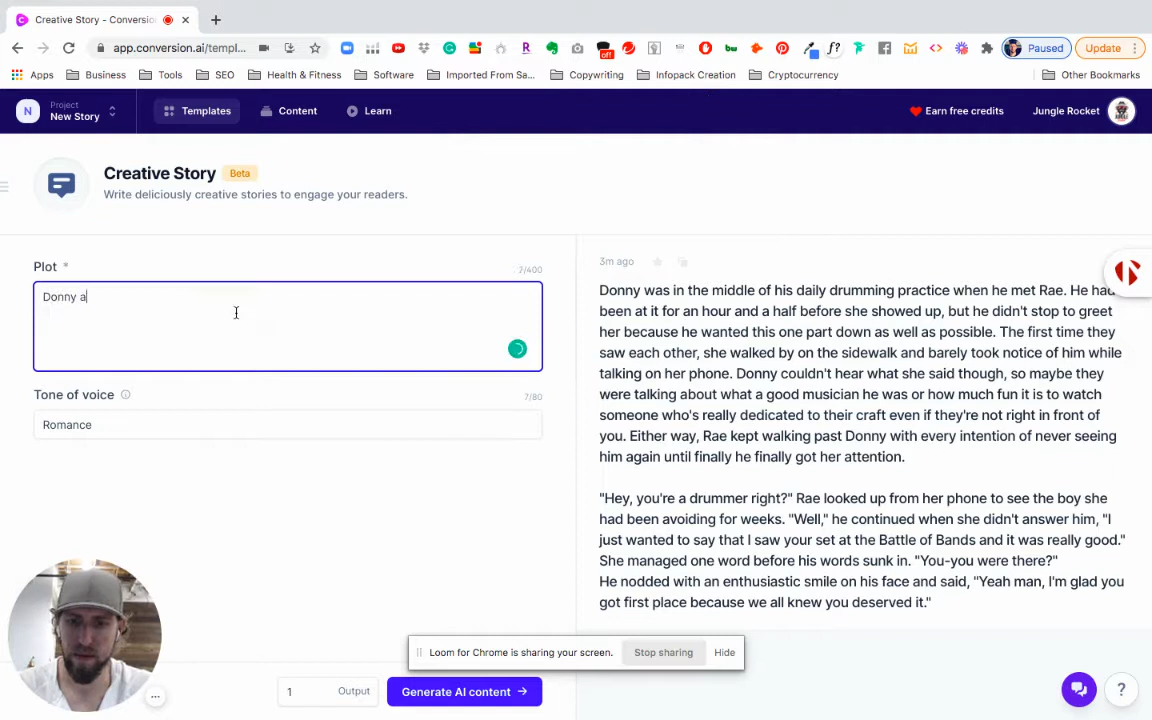 Creative Story - Conversio
app.conversion.ai/templ...
off
bw
f?
Paused
Update
Apps
Business
Tools
SEO
Health & Fitness
Software
Imported From Sa...
Copywriting
Infopack Creation
Cryptocurrency
Other Bookmarks
N
Project
New Story
Templates
Content
Learn
Earn free credits
Jungle Rocket
Creative Story
Beta
Write deliciously creative stories to engage your readers.
Plot *
7/400
Donny a
Tone of voice
7/80
Romance
1
Output
Generate AI content →
3m ago
Donny was in the middle of his daily drumming practice when he met Rae. He had
been at it for an hour and a half before she showed up, but he didn't stop to greet
her because he wanted this one part down as well as possible. The first time they
saw each other, she walked by on the sidewalk and barely took notice of him while
talking on her phone. Donny couldn't hear what she said though, so maybe they
were talking about what a good musician he was or how much fun it is to watch
someone who's really dedicated to their craft even if they're not right in front of
you. Either way, Rae kept walking past Donny with every intention of never seeing
him again until finally he finally got her attention.
"Hey, you're a drummer right?" Rae looked up from her phone to see the boy she
had been avoiding for weeks. "Well," he continued when she didn't answer him, "I
just wanted to say that I saw your set at the Battle of Bands and it was really good."
She managed one word before his words sunk in. "You-you were there?"
He nodded with an enthusiastic smile on his face and said, "Yeah man, I'm glad you
got first place because we all knew you deserved it."
Loom for Chrome is sharing your screen.
Stop sharing
Hide
?